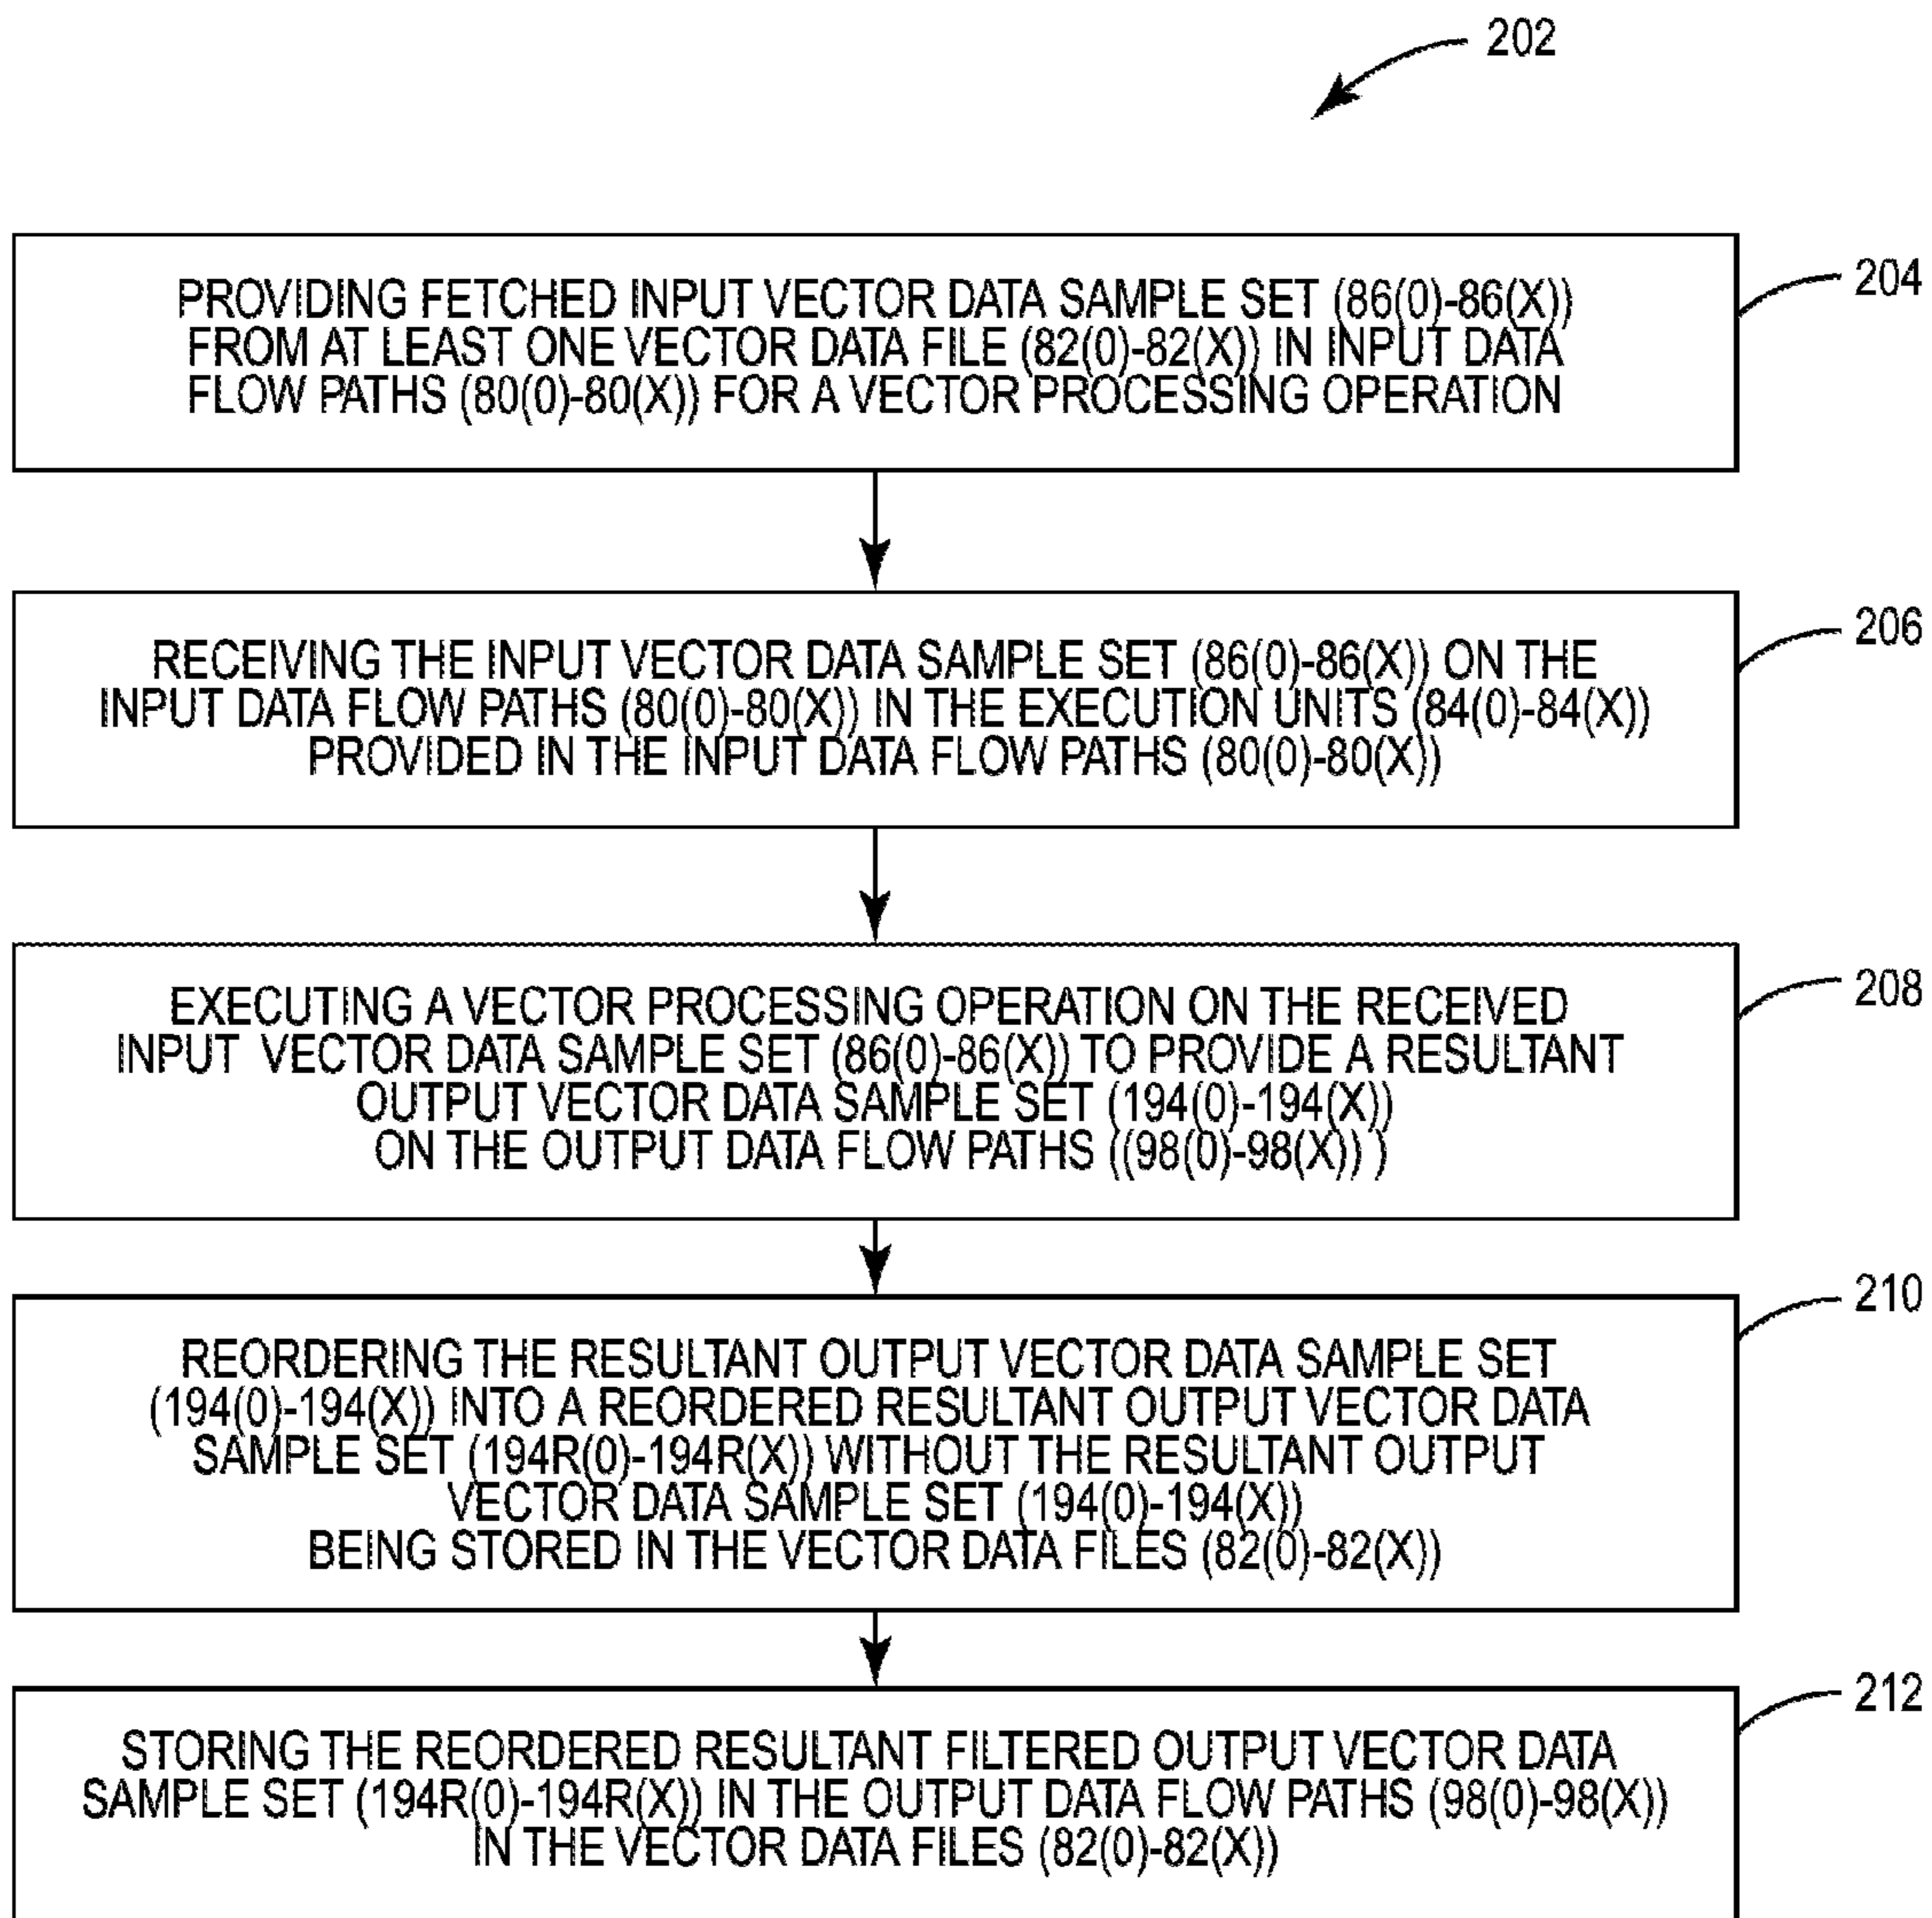 202
204
PROVIDING FETCHED INPUT VECTOR DATA SAMPLE SET (86(0)-86(X))
FROM AT LEAST ONE VECTOR DATA FILE (82(0)-82(X)) IN INPUT DATA
FLOW PATHS (80(0)-80(X)) FOR A VECTOR PROCESSING OPERATION
206
RECEIVING THE INPUT VECTOR DATA SAMPLE SET (86(0)-86(X)) ON THE
INPUT DATA FLOW PATHS (80(0)-80(X)) IN THE EXECUTION UNITS (84(0)-84(X))
PROVIDED IN THE INPUT DATA FLOW PATHS (80(0)-80(X))
208
EXECUTING A VECTOR PROCESSING OPERATION ON THE RECEIVED
INPUT VECTOR DATA SAMPLE SET (86(0)-86(X)) TO PROVIDE A RESULTANT
OUTPUT VECTOR DATA SAMPLE SET (194(0)-194(X))
ON THE OUTPUT DATA FLOW PATHS ((98(0)-98(X)) )
210
REORDERING THE RESULTANT OUTPUT VECTOR DATA SAMPLE SET
(194(0)-194(X)) INTO A REORDERED RESULTANT OUTPUT VECTOR DATA
SAMPLE SET (194R(0)-194R(X)) WITHOUT THE RESULTANT OUTPUT
VECTOR DATA SAMPLE SET (194(0)-194(X))
BEING STORED IN THE VECTOR DATA FILES (82(0)-82(X))
212
STORING THE REORDERED RESULTANT FILTERED OUTPUT VECTOR DATA
SAMPLE SET (194R(0)-194R(X)) IN THE OUTPUT DATA FLOW PATHS (98(0)-98(X))
IN THE VECTOR DATA FILES (82(0)-82(X))